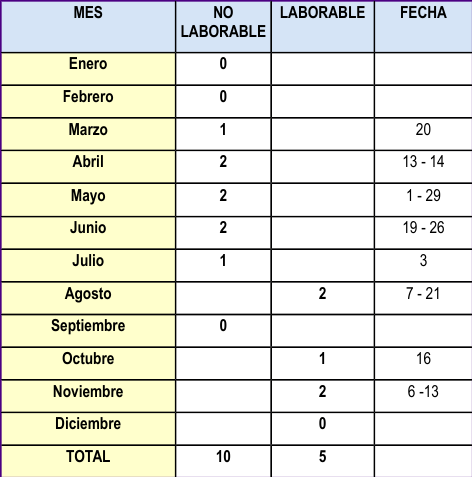 MES NO LABORABLE LABORABLE FECHA
Enero 0
Febrero 0
Marzo 1 20
Abril 2 13 - 14
Mayo 2 1 - 29
Junio 2 19 - 26
Julio 1 3
Agosto 2 7 - 21
Septiembre 0
Octubre 1 16
Noviembre 2 6 -13
Diciembre 0
TOTAL 10 5